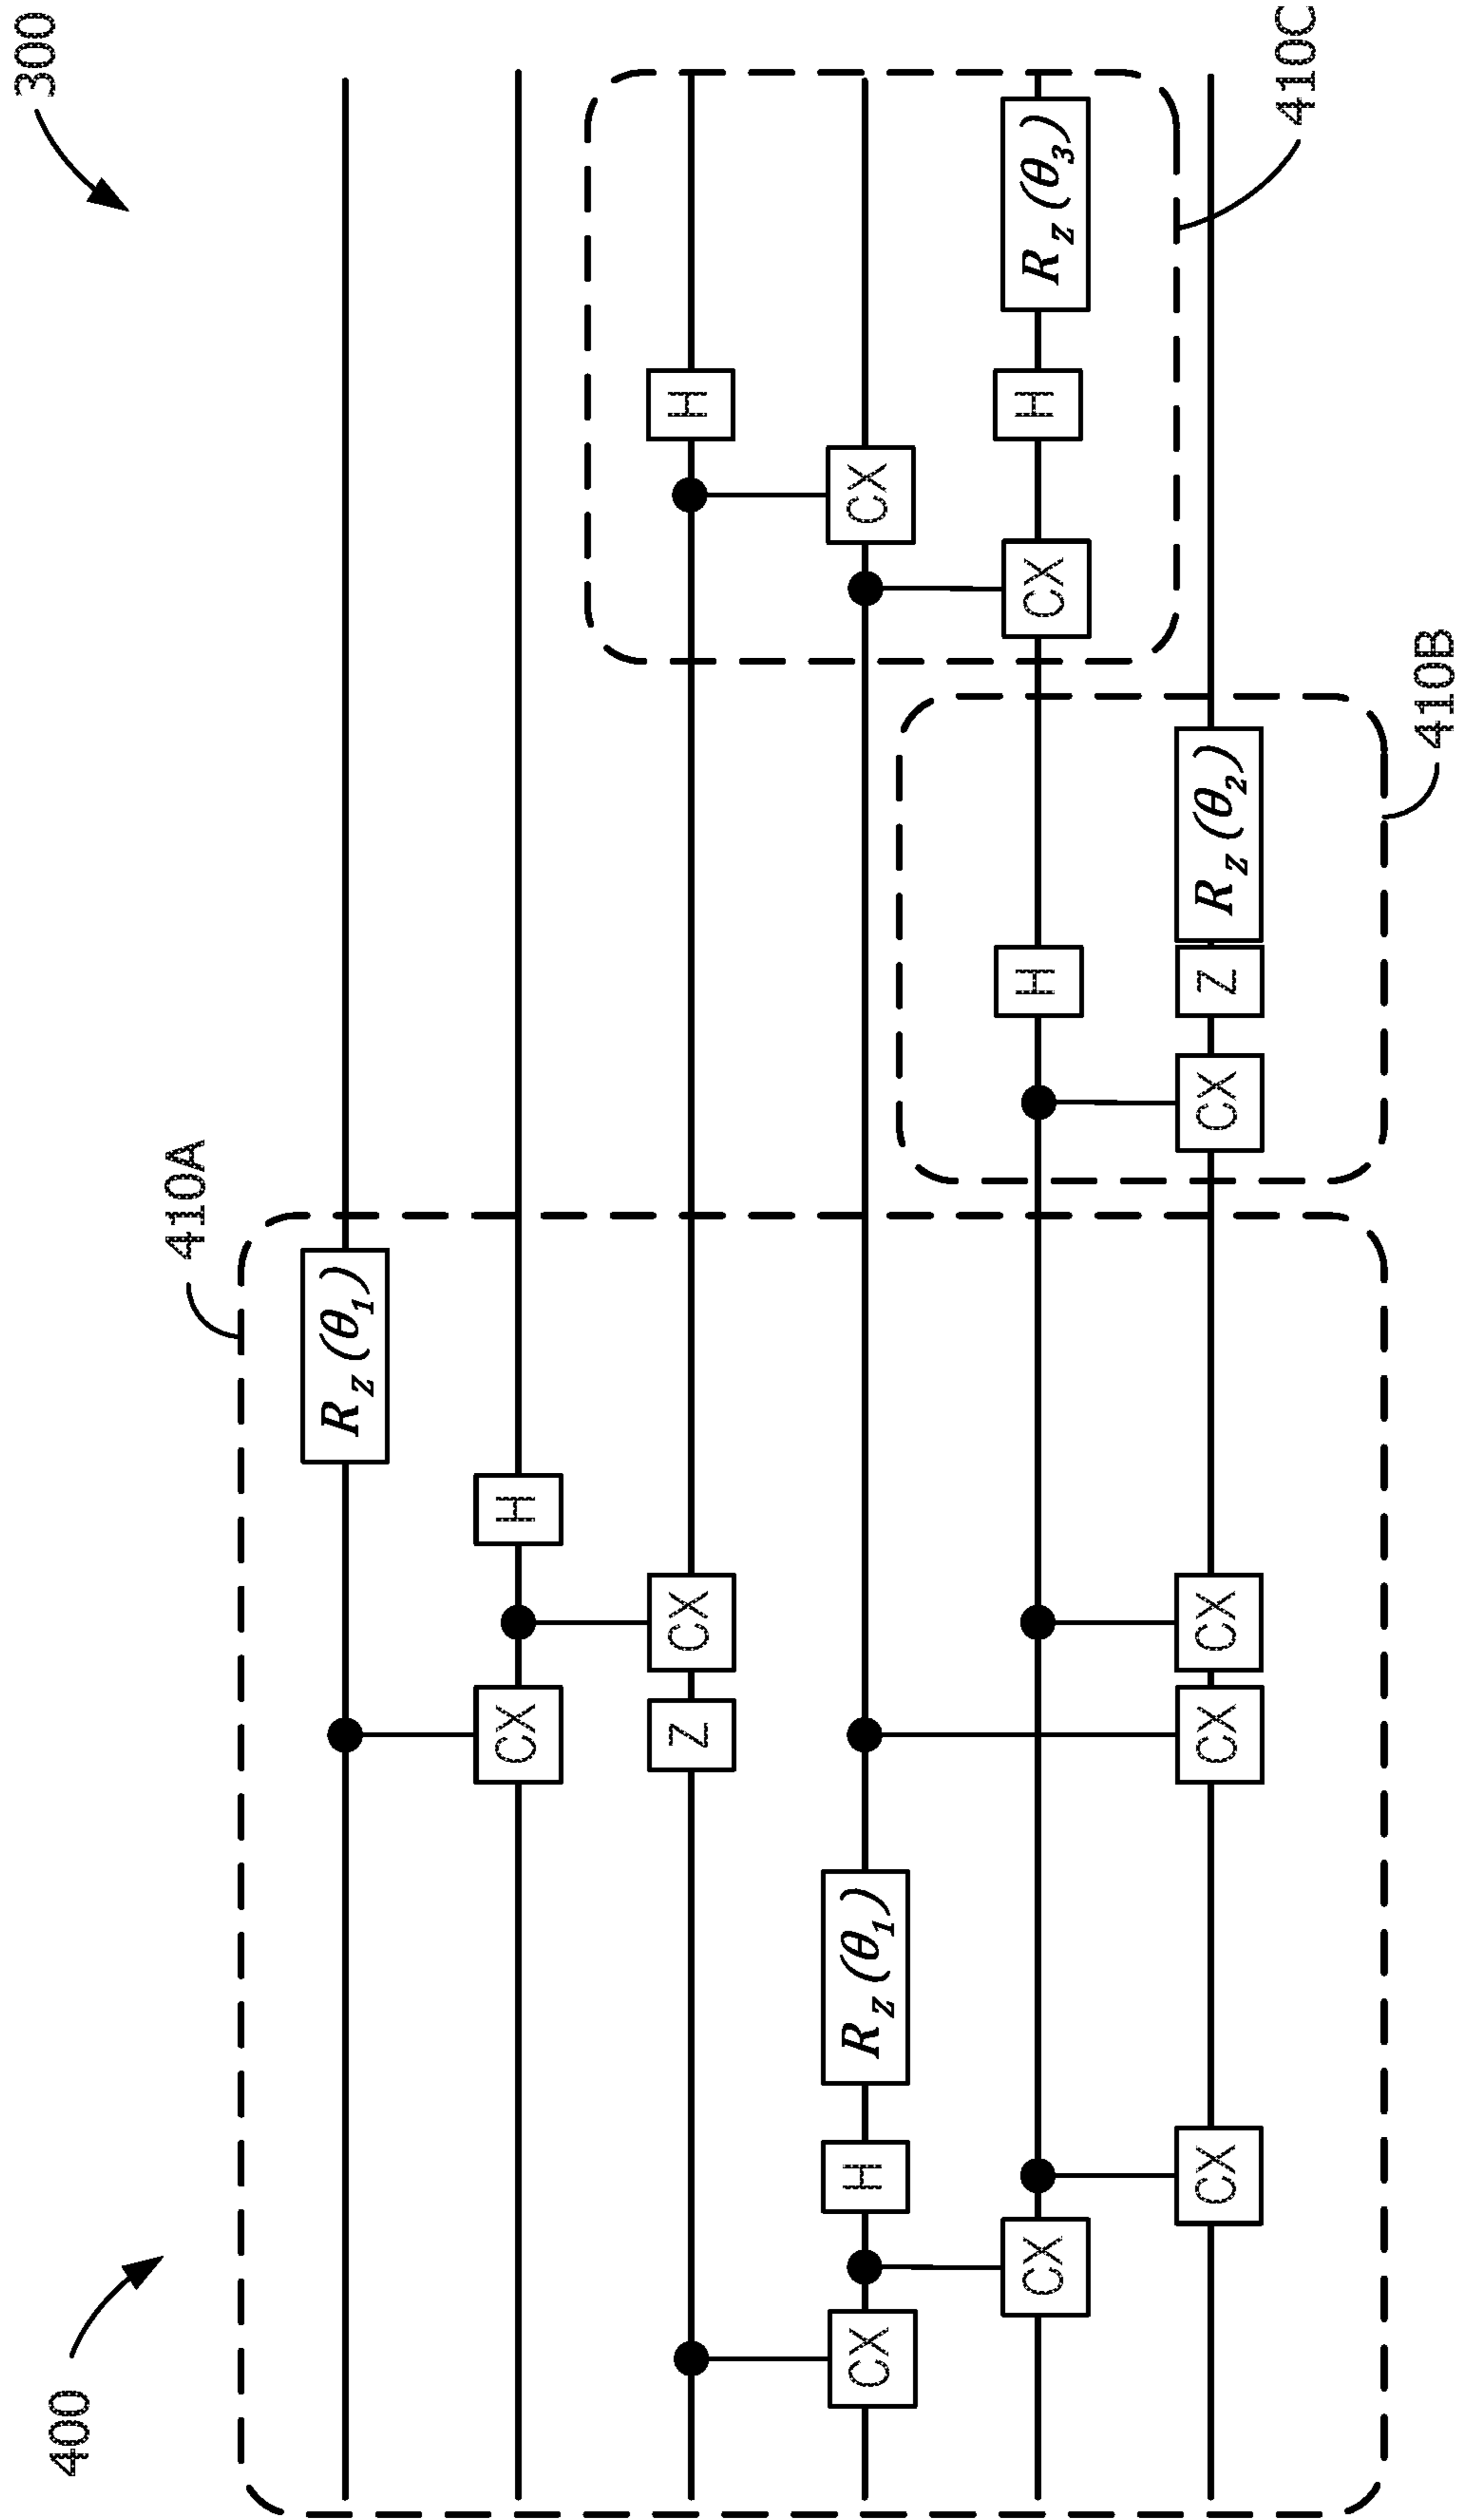 300
400
410A
R_z(θ_1)
CX
H
Z
CX
H
CX
H
R_z(θ_1)
CX
CX
H
CX
H
R_z(θ_3)
CX
CX
CX
CX
Z
R_z(θ_2)
410C
410B